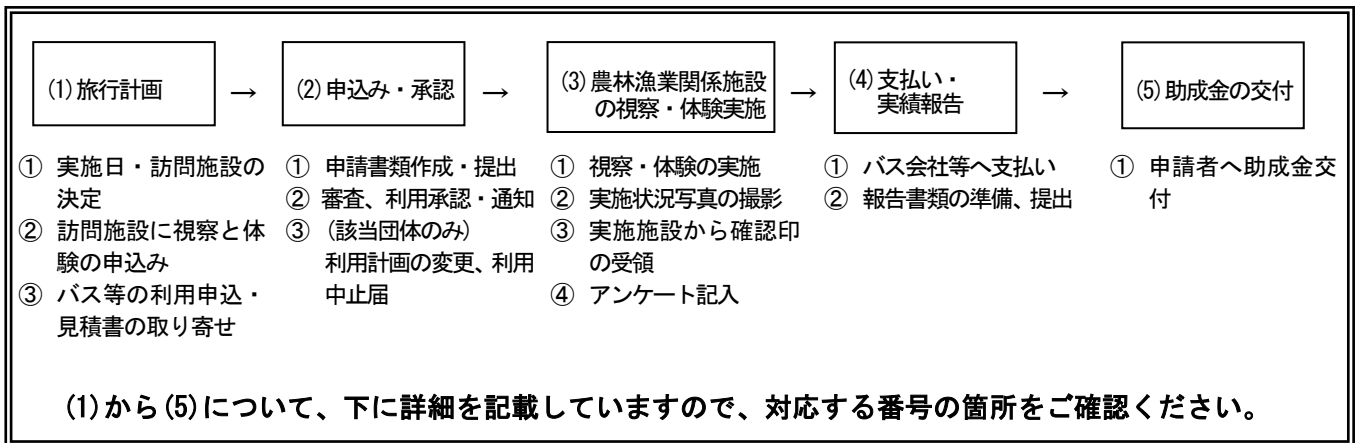 (1)旅行計画
→
(2)申込み・承認
→
(3)農林漁業関係施設
の視察・体験実施
→
(4)支払い・
実績報告
→
(5)助成金の交付
① 実施日・訪問施設の
決定
② 訪問施設に視察と体
験の申込み
③ バス等の利用申込・
見積書の取り寄せ
① 申請書類作成・提出
② 審査、利用承認・通知
③ (該当団体のみ)
利用計画の変更、利用
中止届
① 視察・体験の実施
② 実施状況写真の撮影
③ 実施施設から確認印
の受領
④ アンケート記入
① バス会社等へ支払い
② 報告書類の準備、提出
① 申請者へ助成金交
付
(1)から(5)について、下に詳細を記載していますので、対応する番号の箇所をご確認ください。